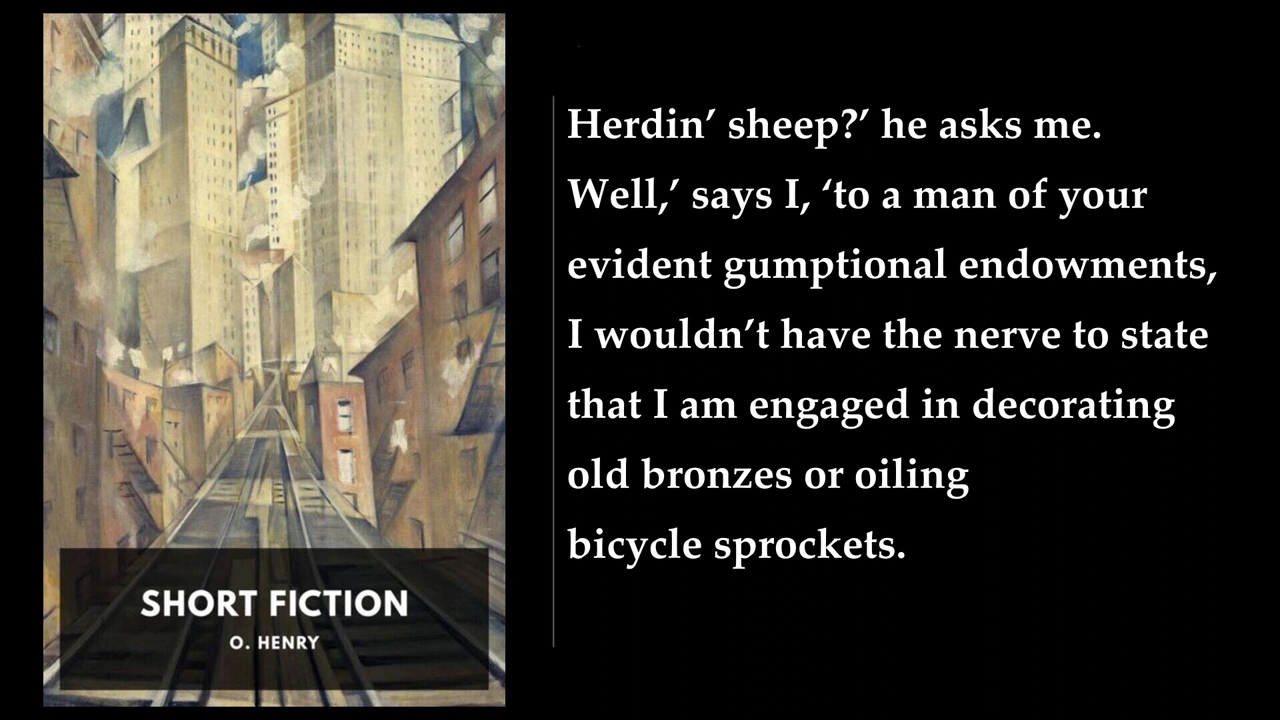 SHORT FICTION
O. HENRY
Herdin’ sheep?’ he asks me.
Well,’ says I, ‘to a man of your
evident gumptional endowments,
I wouldn’t have the nerve to state
that I am engaged in decorating
old bronzes or oiling
bicycle sprockets.